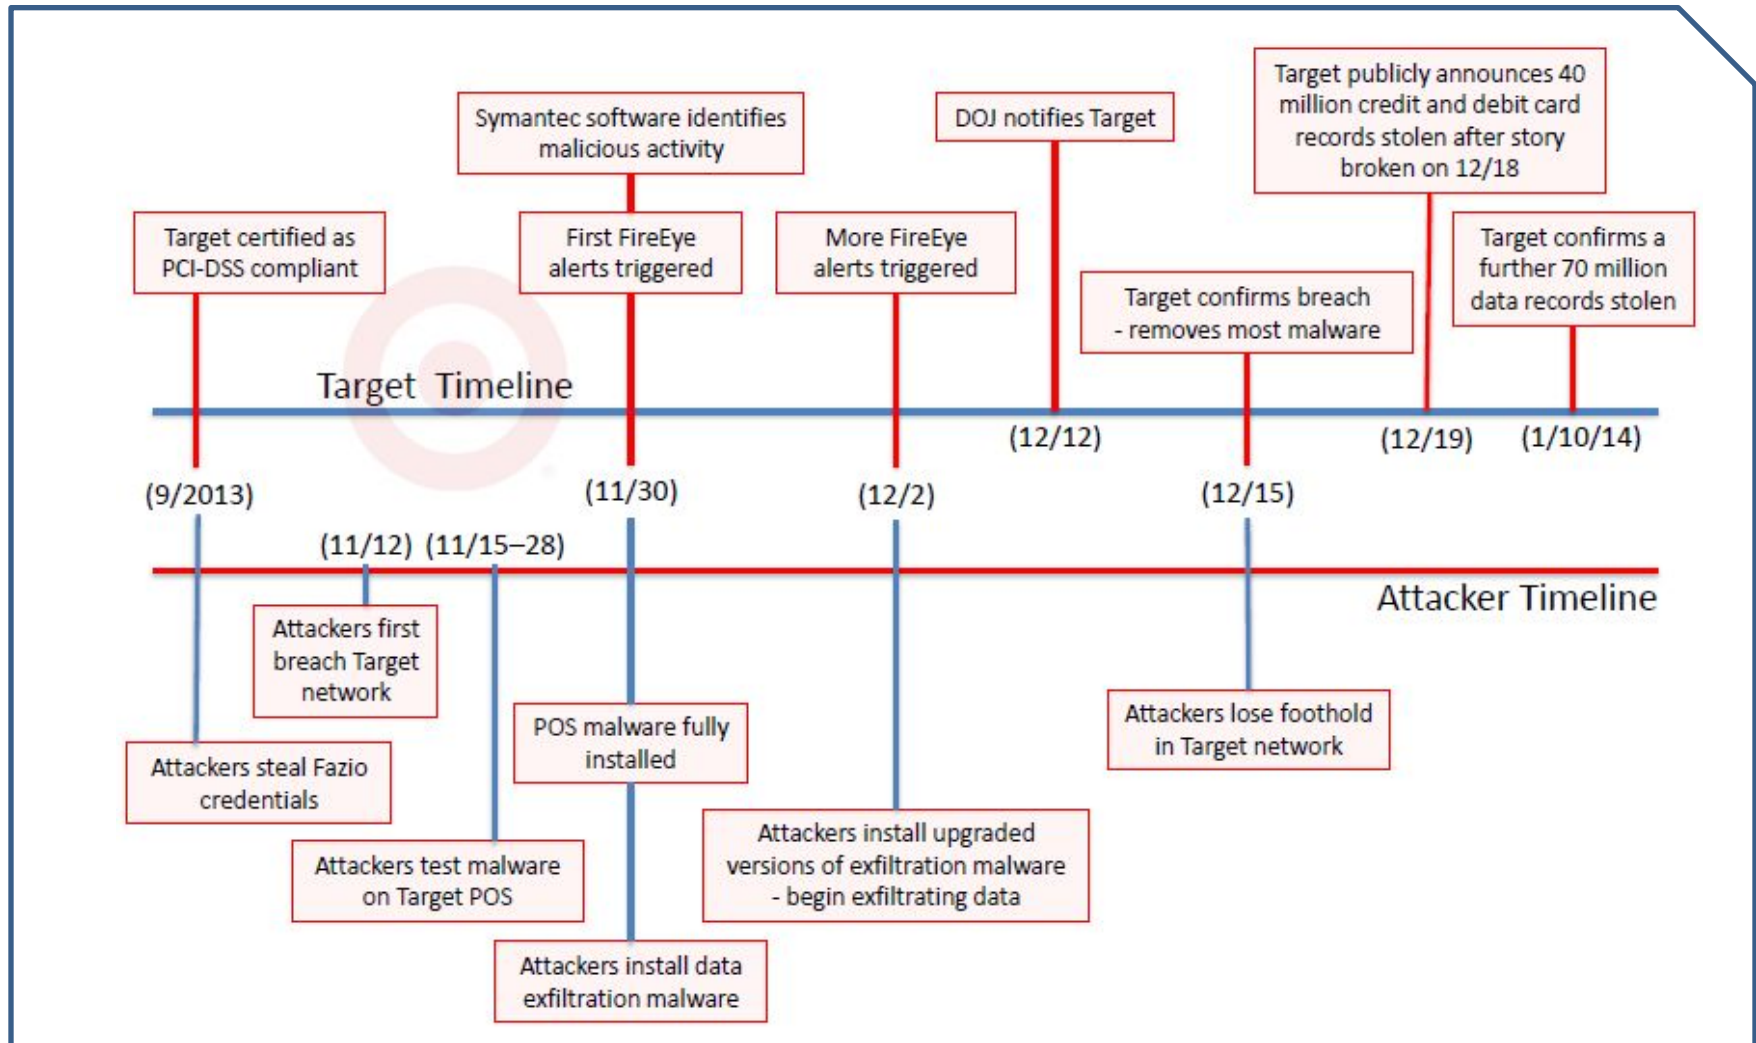 Target publicly announces 40
million credit and debit card
records stolen after story
broken on 12/18
Symantec software identifies
malicious activity
DOJ notifies Target
Target certified as
PCI-DSS compliant
First FireEye
alerts triggered
More FireEye
alerts triggered
Target confirms breach
- removes most malware
Target confirms a
further 70 million
data records stolen
Target Timeline
(12/12)
(12/19)
(1/10/14)
(9/2013)
(11/30)
(12/2)
(12/15)
(11/12)
(11/15–28)
Attacker Timeline
Attackers first
breach Target
network
Attackers steal Fazio
credentials
Attackers test malware
on Target POS
POS malware fully
installed
Attackers install data
exfiltration malware
Attackers install upgraded
versions of exfiltration malware
- begin exfiltrating data
Attackers lose foothold
in Target network